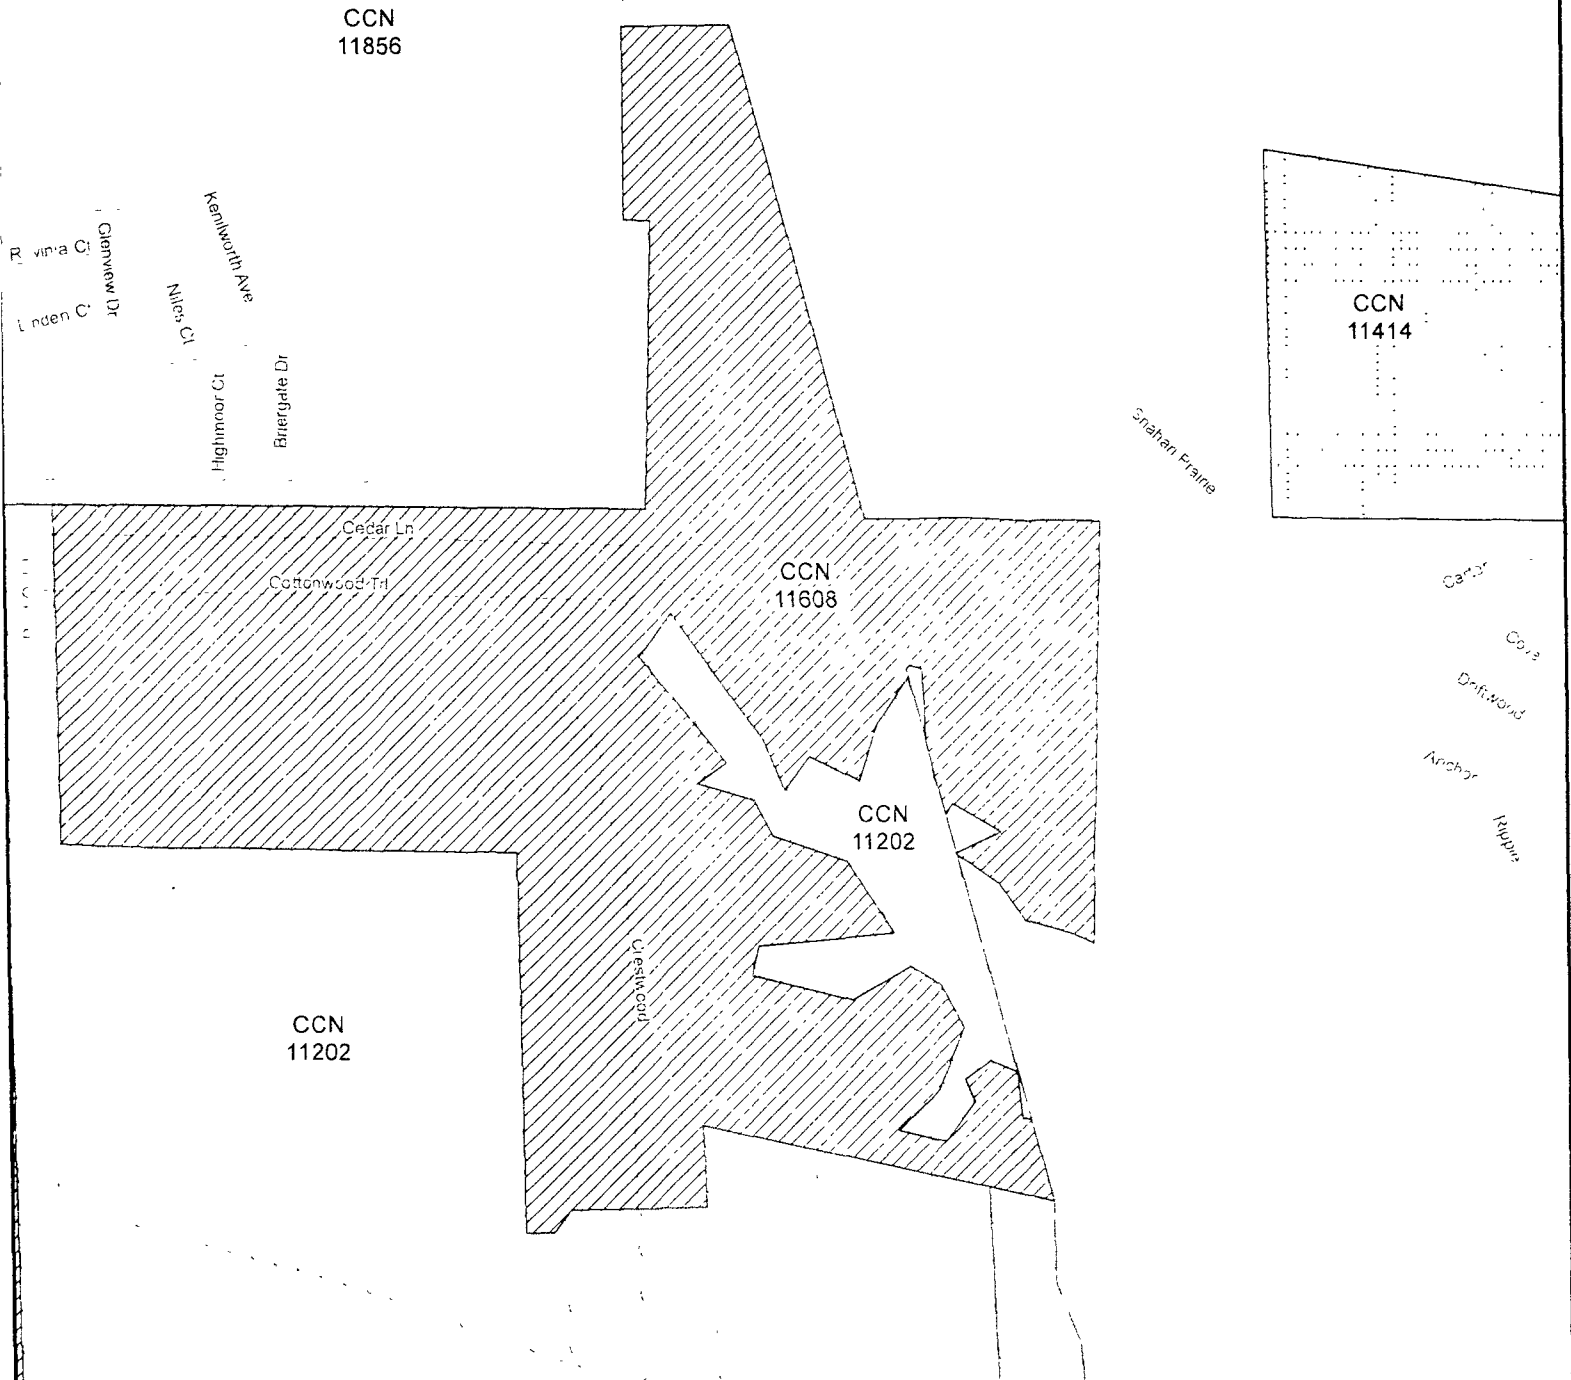 CCN
11856
Kenilworth Ave
Glenview Dr
Niles Ct
Highmoor Ct
Briergate Dr
CCN
11414
Cedar Ln
Cottonwood Trl
CCN
11608
Prairie
Cove
Driftwood
Anchor
Ripple
CCN
11202
Crestwood
CCN
11202